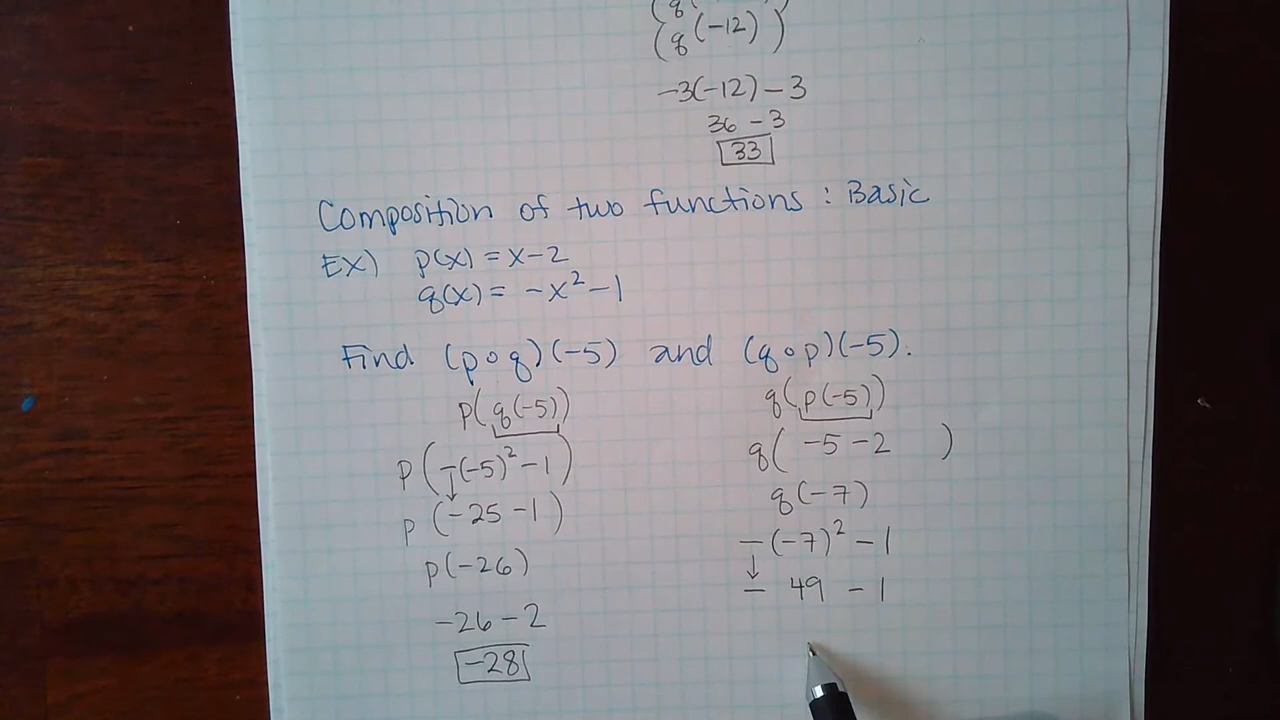 (q
(q(-12))
-3(-12) - 3
36 - 3
33
Composition of two functions : Basic
EX) p(x) = x-2
q(x) = -x² -1
Find (p∘q)(-5) and (q∘p)(-5).
p(q(-5))
p(-(-5)² -1)
p(-25 -1)
p(-26)
-26 - 2
-28
q(p(-5))
q( -5 -2 )
q(-7)
-(-7)² - 1
- 49 - 1